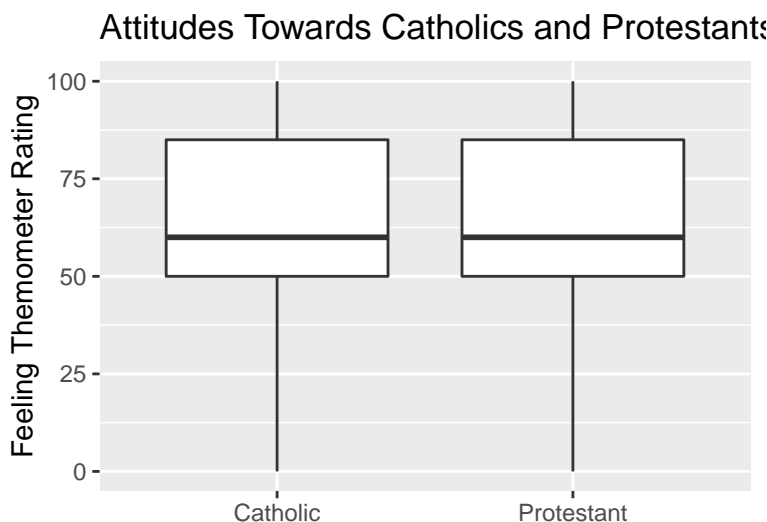 Attitudes Towards Catholics and Protestants
100
75
50
25
0
Feeling Themometer Rating
Catholic
Protestant